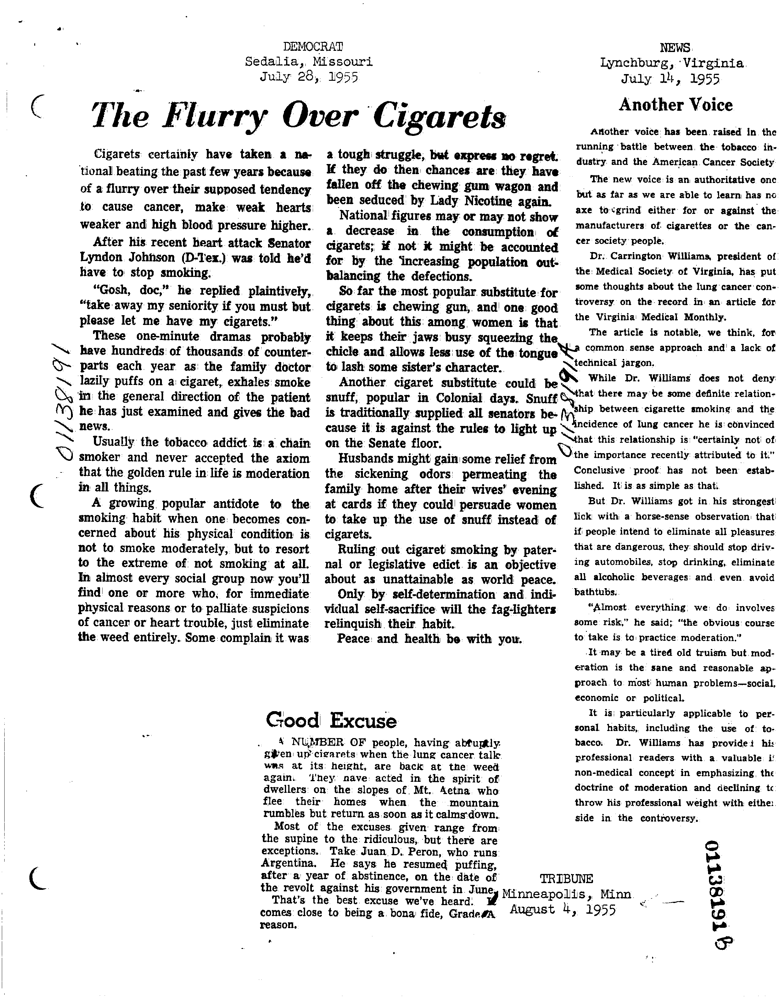 DEMOCRAT
Sedalia, Missouri
July 28, 1955
The Flurry Over Cigarets
Cigarets certainly have taken a na-
tional beating the past few years because
of a flurry over their supposed tendency
to cause cancer, make weak hearts
weaker and high blood pressure higher.
After his recent heart attack Senator
Lyndon Johnson (D-Tex.) was told he'd
have to stop smoking.
"Gosh, doc," he replied plaintively,
"take away my seniority if you must but
please let me have my cigarets."
These one-minute dramas probably
have hundreds of thousands of counter-
parts each year as the family doctor
lazily puffs on a cigaret, exhales smoke
in the general direction of the patient
he has just examined and gives the bad
news.
Usually the tobacco addict is a chain
smoker and never accepted the axiom
that the golden rule in life is moderation
in all things.
A growing popular antidote to the
smoking habit when one becomes con-
cerned about his physical condition is
not to smoke moderately, but to resort
to the extreme of not smoking at all.
In almost every social group now you'll
find one or more who, for immediate
physical reasons or to palliate suspicions
of cancer or heart trouble, just eliminate
the weed entirely. Some complain it was
a tough struggle, but express no regret.
If they do then chances are they have
fallen off the chewing gum wagon and
been seduced by Lady Nicotine again.
National figures may or may not show
a decrease in the consumption of
cigarets; if not it might be accounted
for by the increasing population out-
balancing the defections.
So far the most popular substitute for
cigarets is chewing gun, and one good
thing about this among women is that
it keeps their jaws busy squeezing the
chicle and allows less use of the tongue
to lash some sister's character.
Another cigaret substitute could be
snuff, popular in Colonial days. Snuff
is traditionally supplied all senators be-
cause it is against the rules to light up
on the Senate floor.
Husbands might gain some relief from
the sickening odors permeating the
family home after their wives' evening
at cards if they could persuade women
to take up the use of snuff instead of
cigarets.
Ruling out cigaret smoking by pater-
nal or legislative edict is an objective
about as unattainable as world peace.
Only by self-determination and indi-
vidual self-sacrifice will the fag-lighters
relinquish their habit.
Peace and health be with you.
01138191
NEWS
Lynchburg, Virginia
July 14, 1955
Another Voice
Another voice has been raised in the
running battle between the tobacco in-
dustry and the American Cancer Society
The new voice is an authoritative one
but as far as we are able to learn has no
axe to grind either for or against the
manufacturers of cigarettes or the can-
cer society people.
Dr. Carrington Williams, president of
the Medical Society of Virginia, has put
some thoughts about the lung cancer con-
troversy on the record in an article for
the Virginia Medical Monthly.
The article is notable, we think, for
a common sense approach and a lack of
technical jargon.
While Dr. Williams does not deny
that there may be some definite relation-
ship between cigarette smoking and the
incidence of lung cancer he is convinced
that this relationship is "certainly not of
the importance recently attributed to it."
Conclusive proof has not been estab-
lished. It is as simple as that.
But Dr. Williams got in his strongest
lick with a horse-sense observation that
if people intend to eliminate all pleasures
that are dangerous, they should stop driv-
ing automobiles, stop drinking, eliminate
all alcoholic beverages and even avoid
bathtubs.
"Almost everything we do involves
some risk," he said; "the obvious course
to take is to practice moderation."
It may be a tired old truism but mod-
eration is the sane and reasonable ap-
proach to most human problems—social,
economic or political.
It is particularly applicable to per-
sonal habits, including the use of to-
bacco. Dr. Williams has provided his
professional readers with a valuable if
non-medical concept in emphasizing the
doctrine of moderation and declining to
throw his professional weight with either
side in the controversy.
Good Excuse
A NUMBER OF people, having abruptly
given up cigarets when the lung cancer talk
was at its height, are back at the weed
again. They have acted in the spirit of
dwellers on the slopes of Mt. Aetna who
flee their homes when the mountain
rumbles but return as soon as it calms down.
Most of the excuses given range from
the supine to the ridiculous, but there are
exceptions. Take Juan D. Peron, who runs
Argentina. He says he resumed puffing,
after a year of abstinence, on the date of
the revolt against his government in June.
That's the best excuse we've heard. It
comes close to being a bona fide, Grade A
reason.
TRIBUNE
Minneapolis, Minn
August 4, 1955
01138191 B